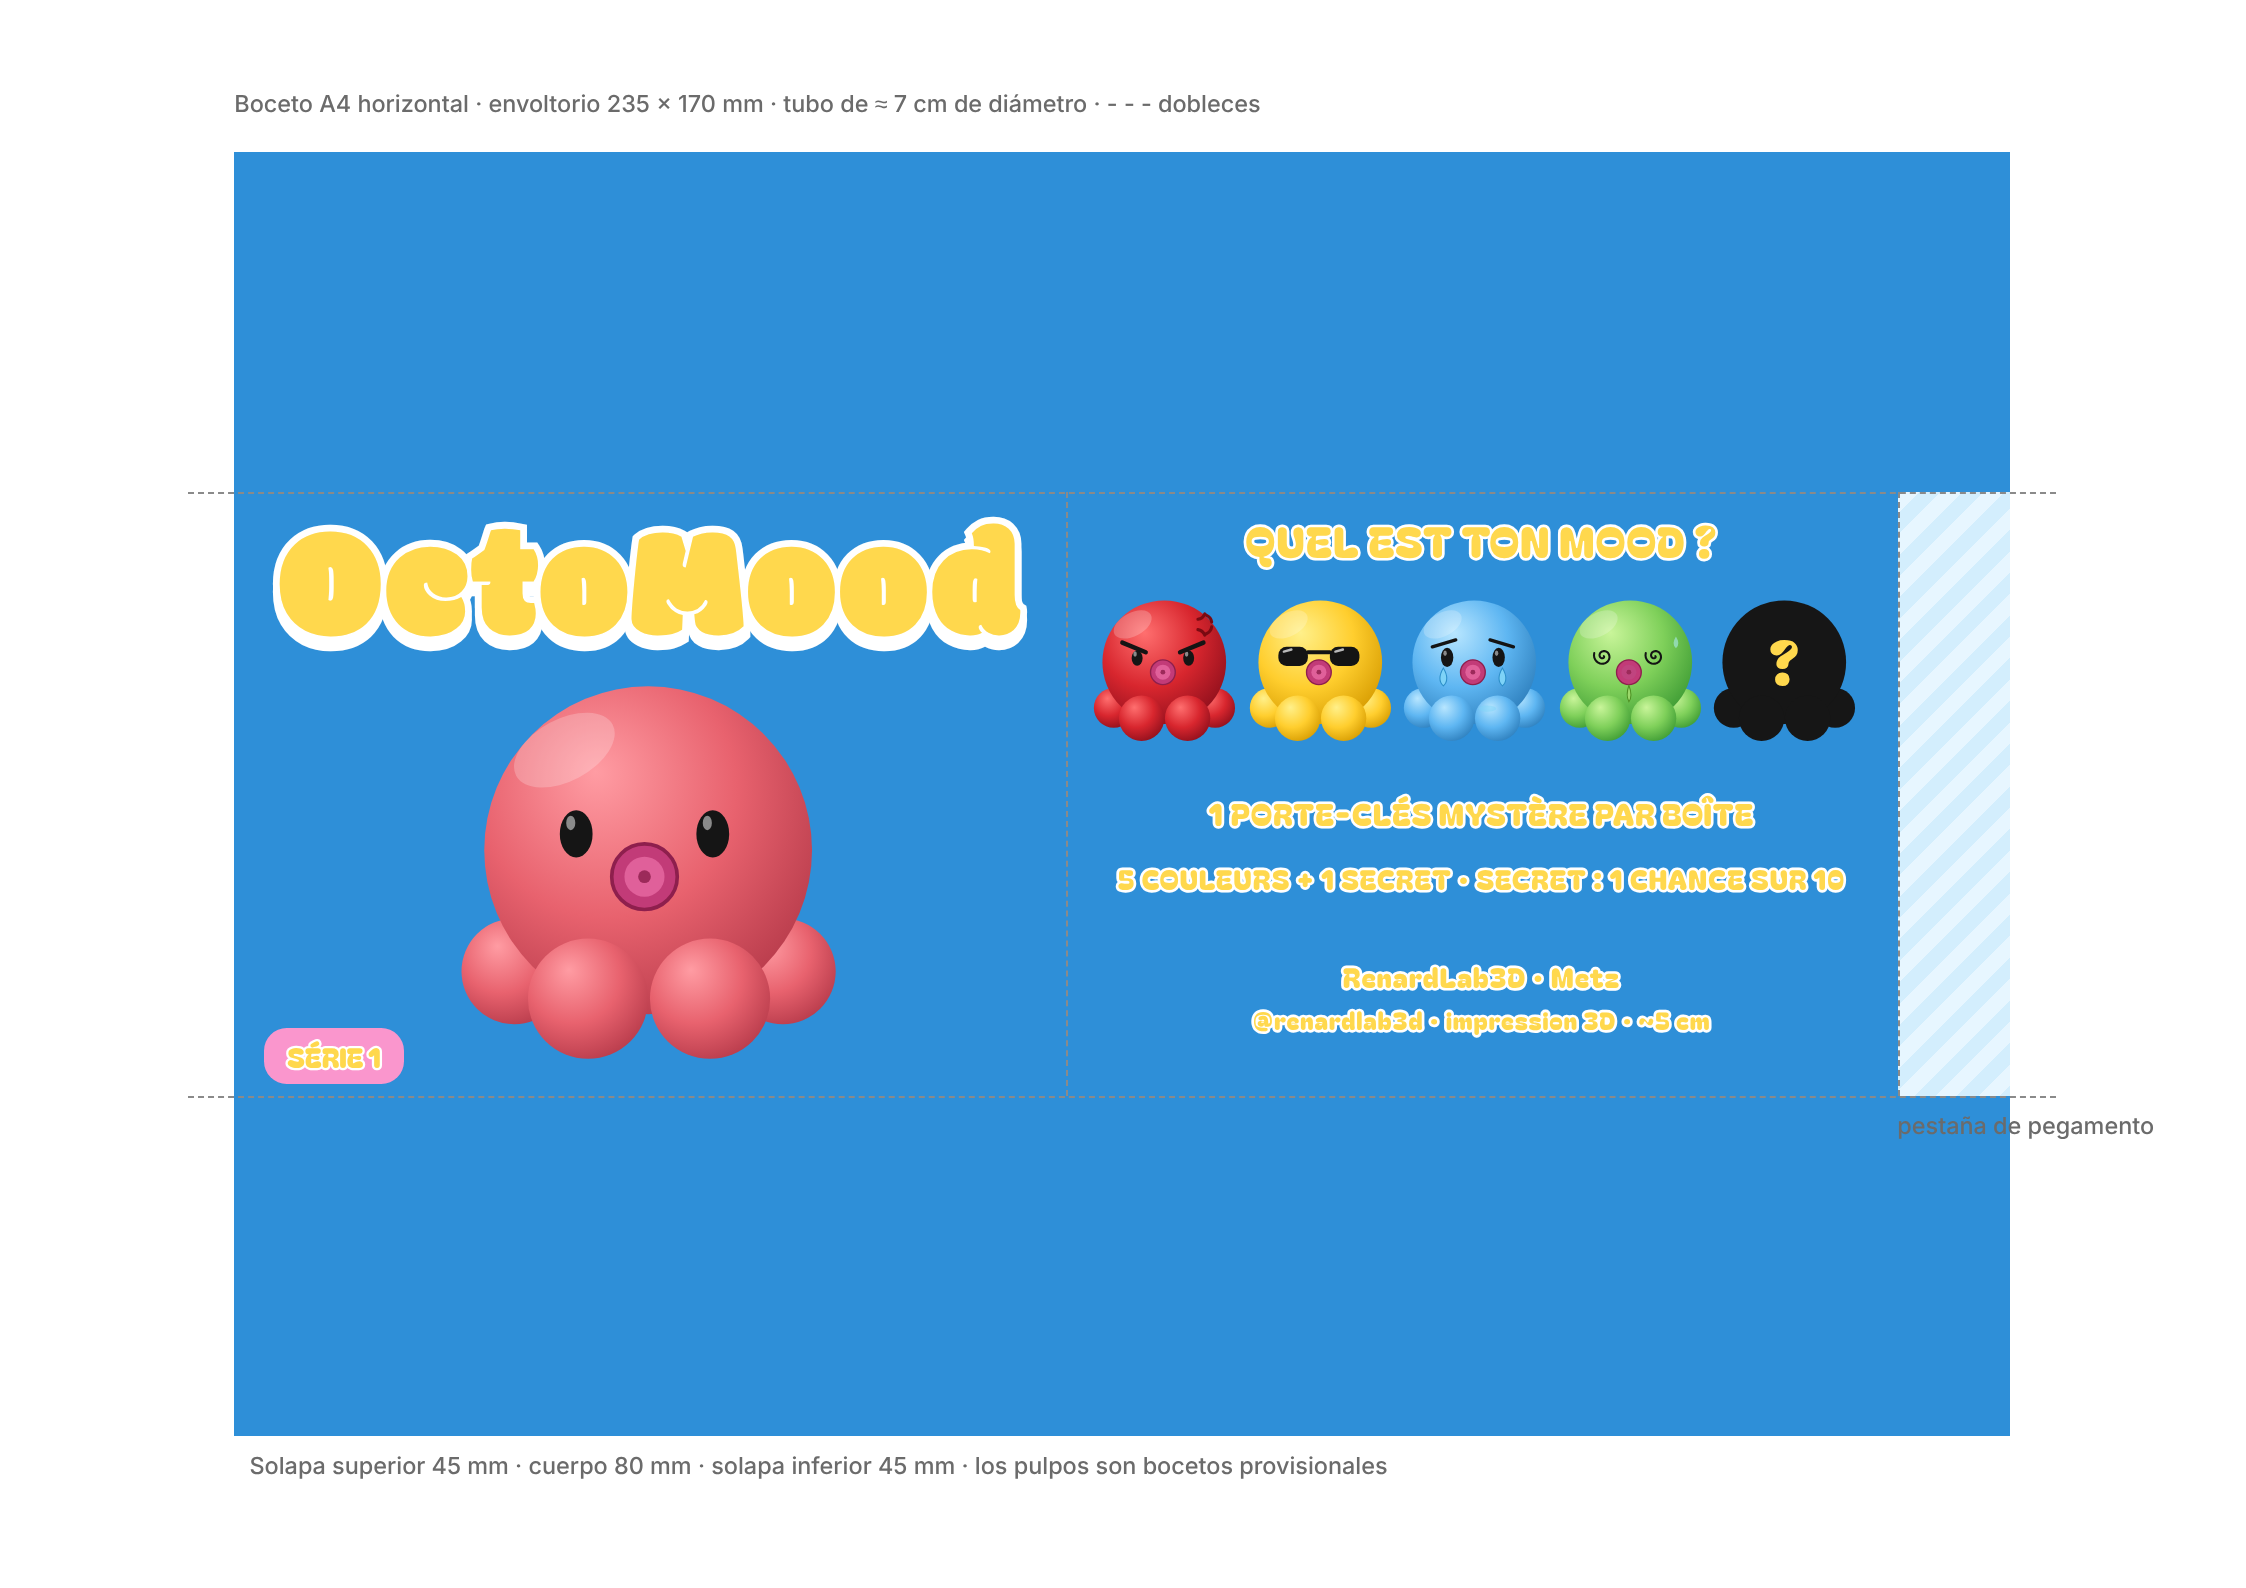 Boceto A4 horizontal · envoltorio 235 × 170 mm · tubo de ≈ 7 cm de diámetro · - - - dobleces
OctoMood
SÉRIE 1
QUEL EST TON MOOD ?
?
1 PORTE-CLÉS MYSTÈRE PAR BOÎTE
5 COULEURS + 1 SECRET · SECRET : 1 CHANCE SUR 10
RenardLab3D · Metz
@renardlab3d · impression 3D · ~5 cm
pestaña de pegamento
Solapa superior 45 mm · cuerpo 80 mm · solapa inferior 45 mm · los pulpos son bocetos provisionales